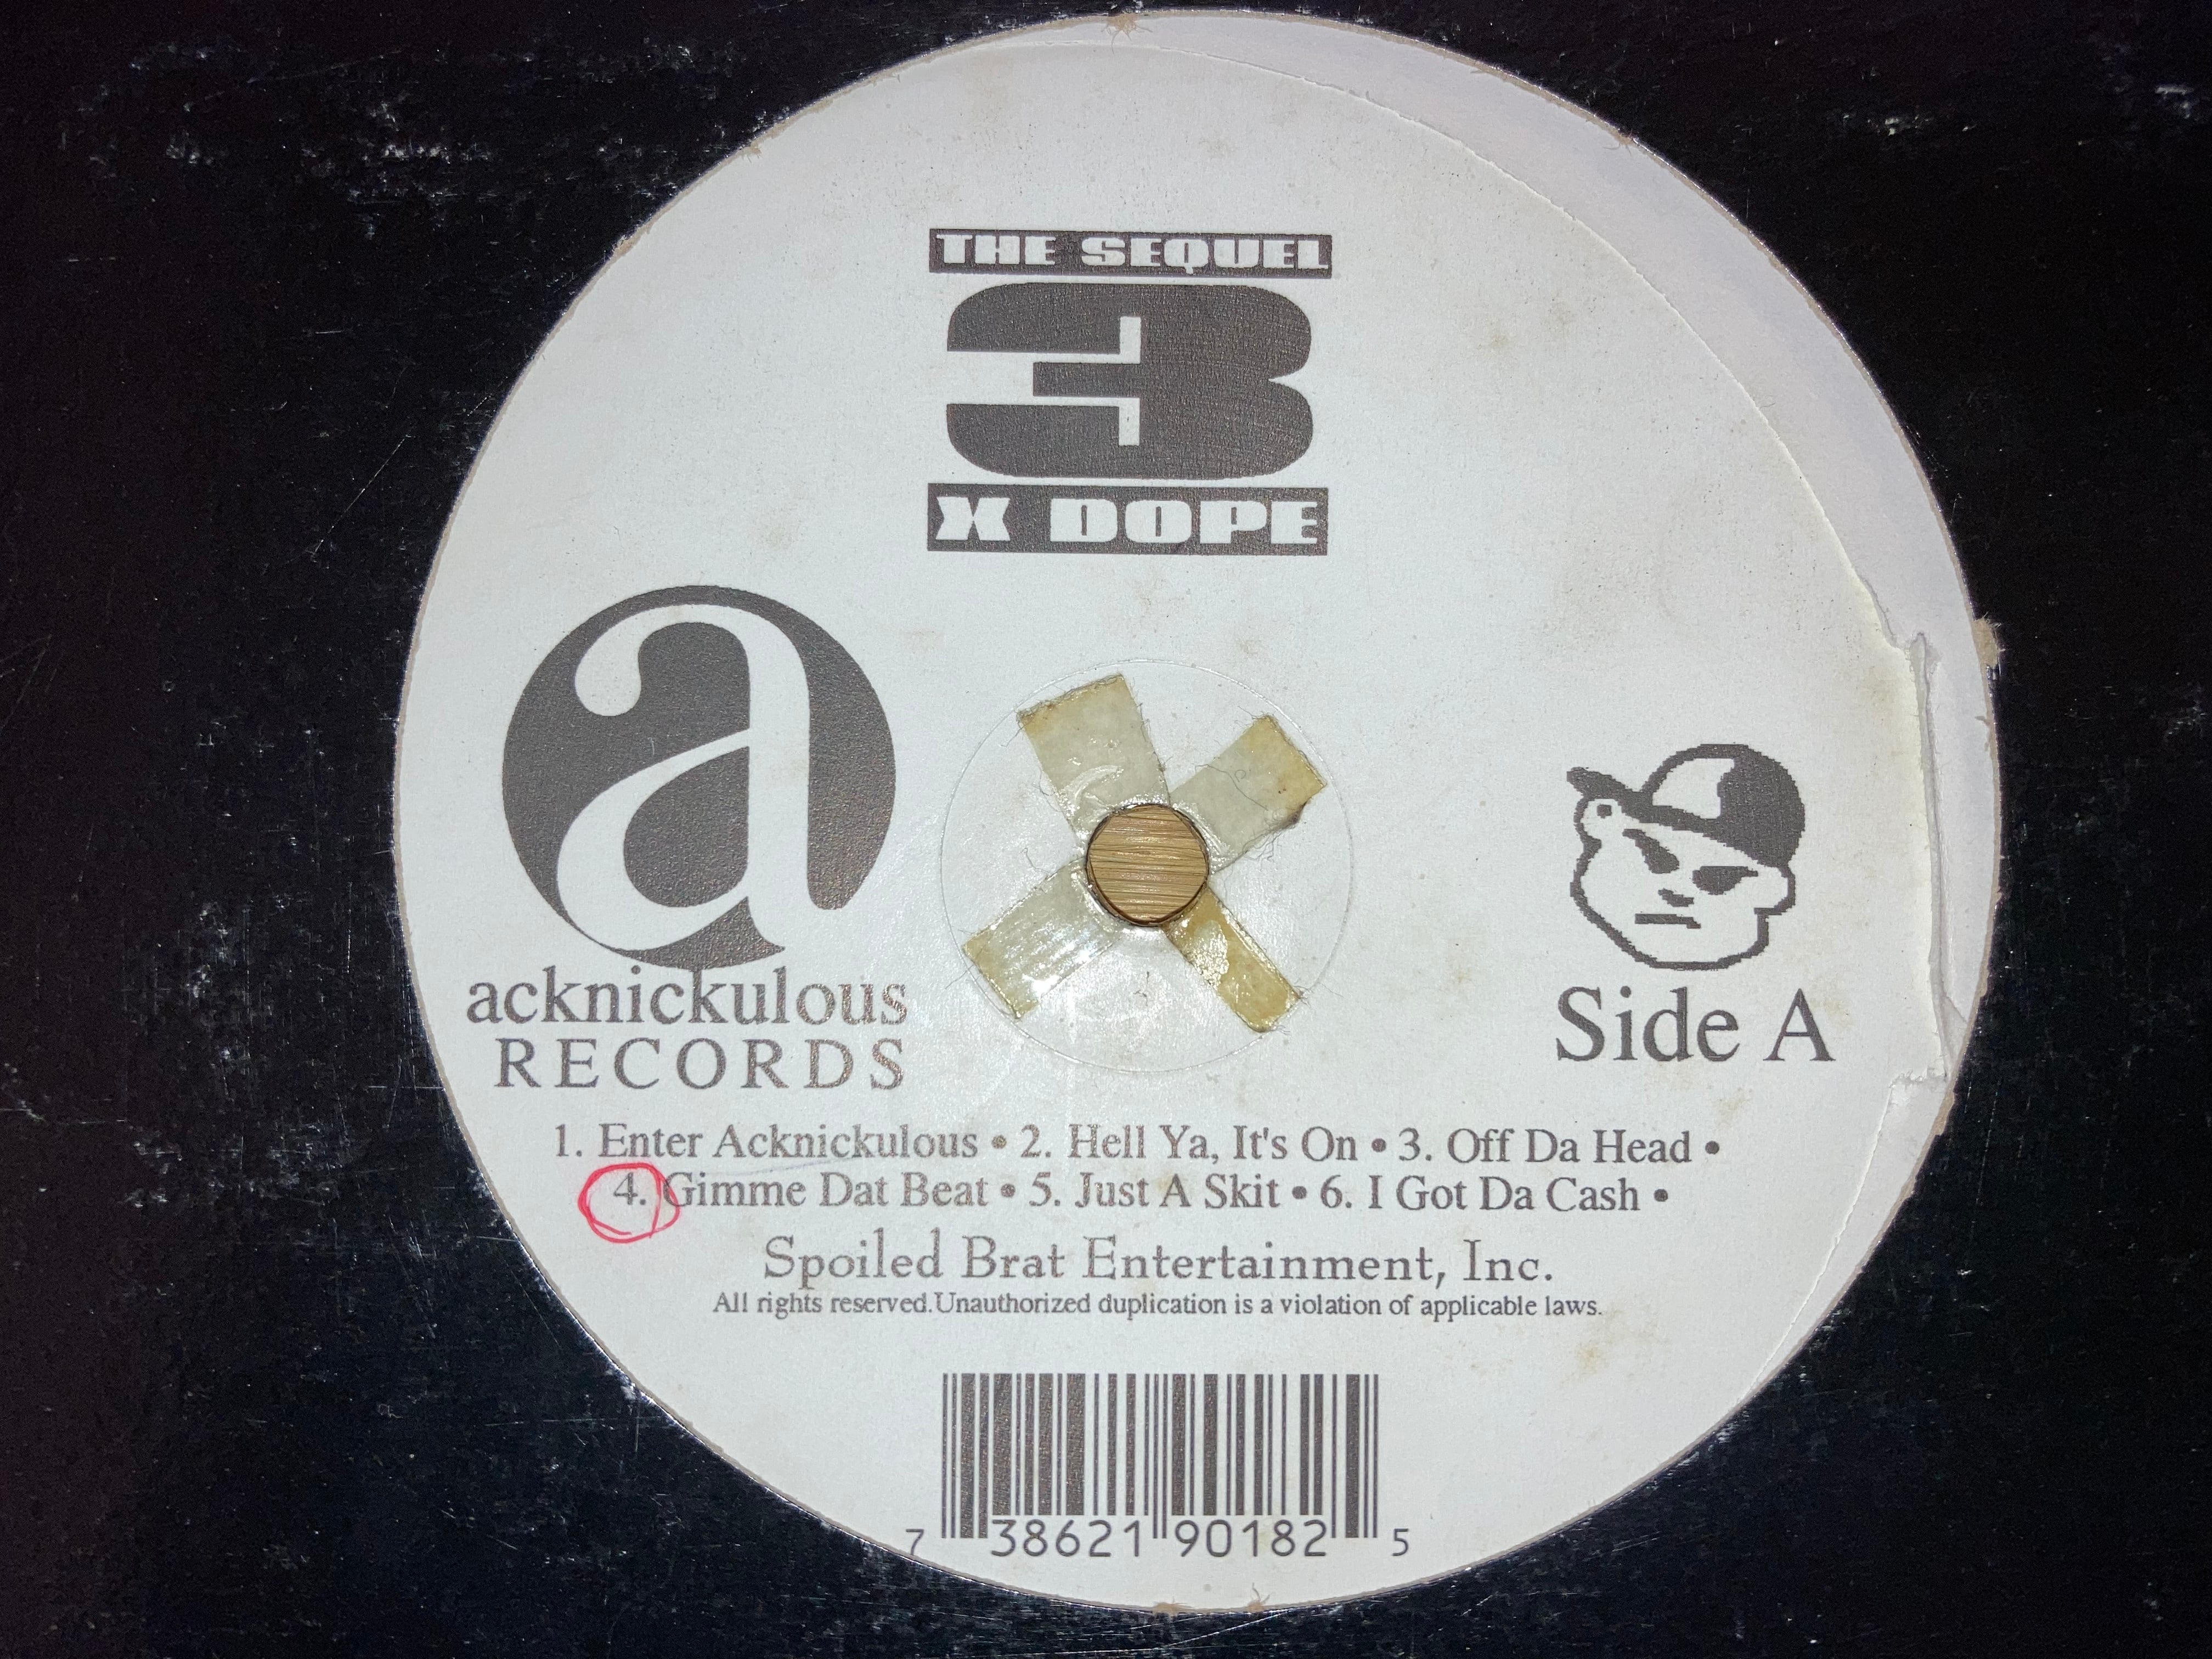 THE SEQUEL
3
X DOPE
a
acknickulous
RECORDS
Side A
1. Enter Acknickulous • 2. Hell Ya, It's On • 3. Off Da Head •
4. Gimme Dat Beat • 5. Just A Skit • 6. I Got Da Cash •
Spoiled Brat Entertainment, Inc.
All rights reserved.Unauthorized duplication is a violation of applicable laws.
7 38621 90182 5